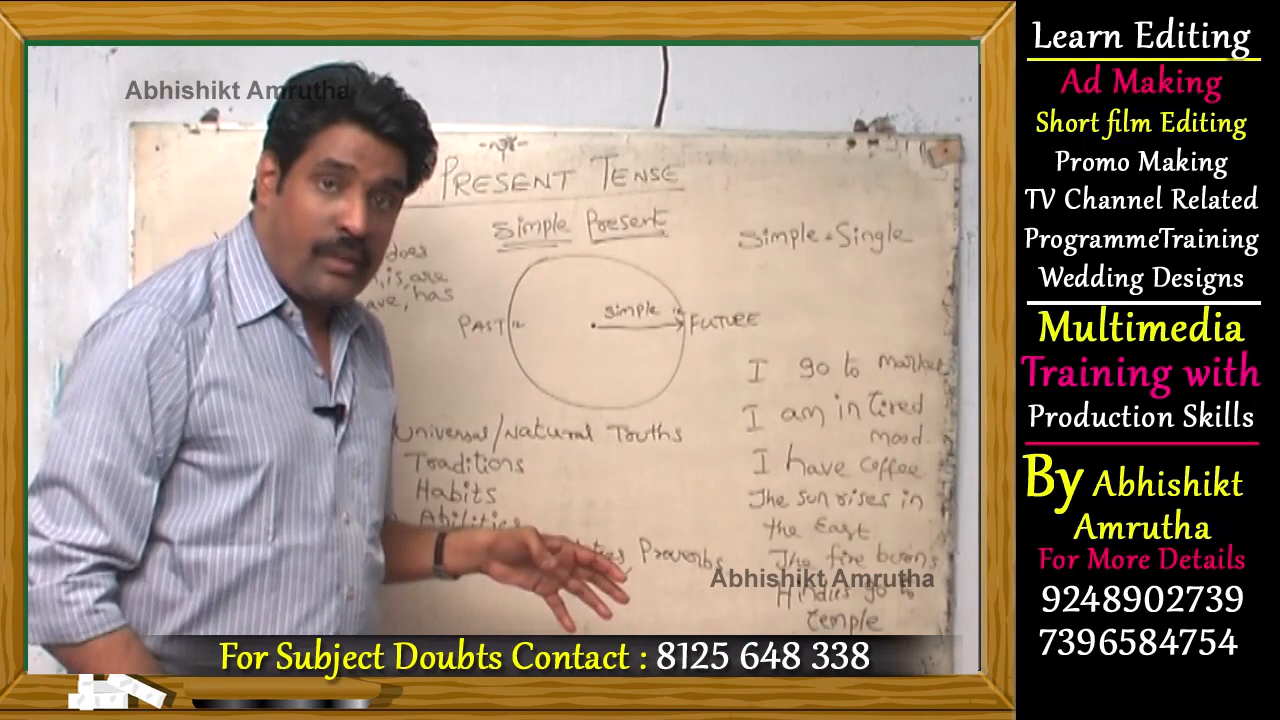 Abhishikt Amrutha
PRESENT TENSE
Simple Present
Simple = Single
does
is, are
have, has
PAST
simple
FUTURE
I go to market
I am in tired
mood.
I have coffee
The sun rises in
the East
The fire burns
Hindus go to
temple
Universal/Natural Truths
Traditions
Habits
Abilities
Proverbs
Abhishikt Amrutha
For Subject Doubts Contact : 8125 648 338
Learn Editing
Ad Making
Short film Editing
Promo Making
TV Channel Related
ProgrammeTraining
Wedding Designs
Multimedia
Training with
Production Skills
By Abhishikt
Amrutha
For More Details
9248902739
7396584754